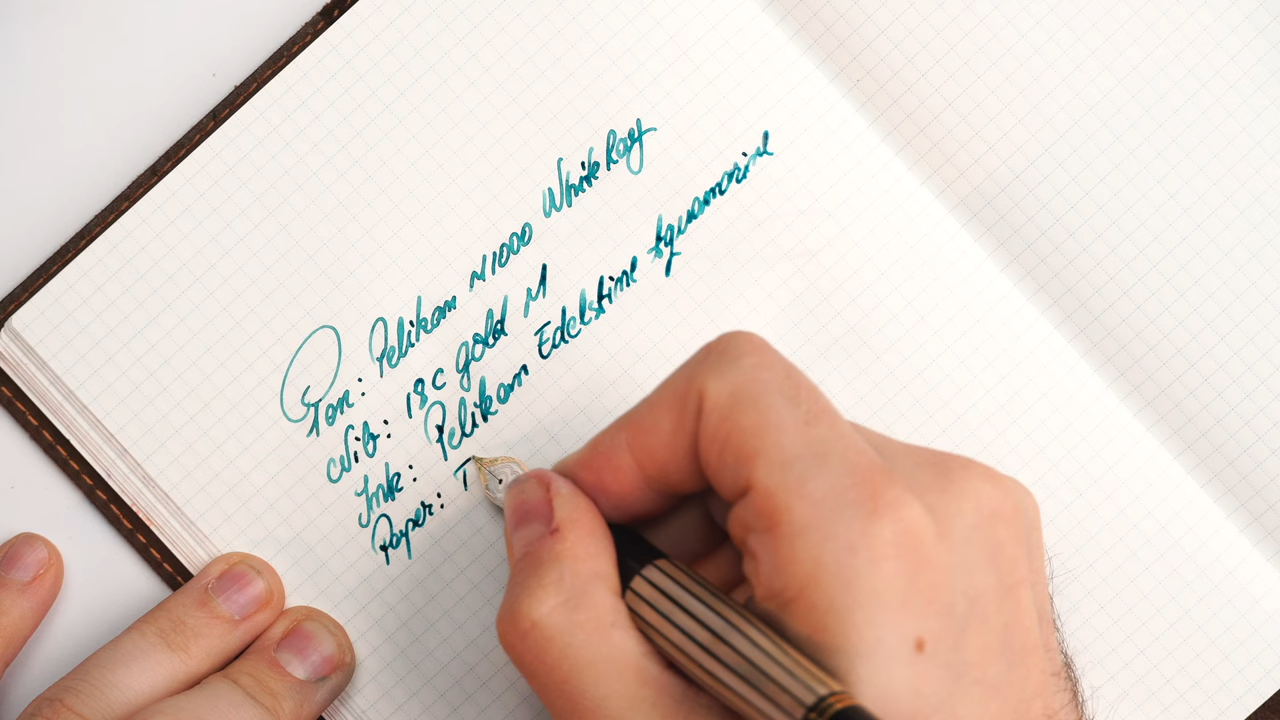 Pen: Pelikan M1000 White Ray
Nib: 18c gold M
Ink: Pelikan Edelstine Aquamarine
Paper: T